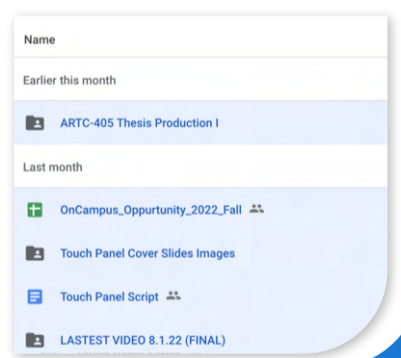 Name
Earlier this month
ARTC-405 Thesis Production I
Last month
OnCampus_Oppurtunity_2022_Fall
Touch Panel Cover Slides Images
Touch Panel Script
LASTEST VIDEO 8.1.22 (FINAL)